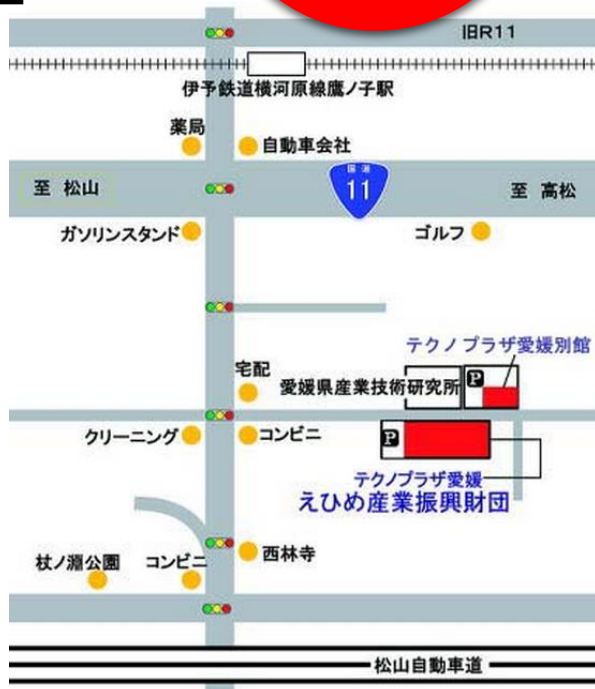 旧R11
伊予鉄道横河原線鷹ノ子駅
薬局
自動車会社
至 松山
国道
11
至 高松
ガソリンスタンド
ゴルフ
テクノプラザ愛媛別館
宅配
愛媛県産業技術研究所
P
クリーニング
コンビニ
P
テクノプラザ愛媛
えひめ産業振興財団
杖ノ淵公園
コンビニ
西林寺
松山自動車道